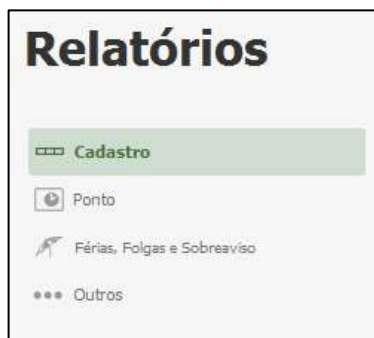 Relatórios
Cadastro
Ponto
Férias, Folgas e Sobreaviso
Outros